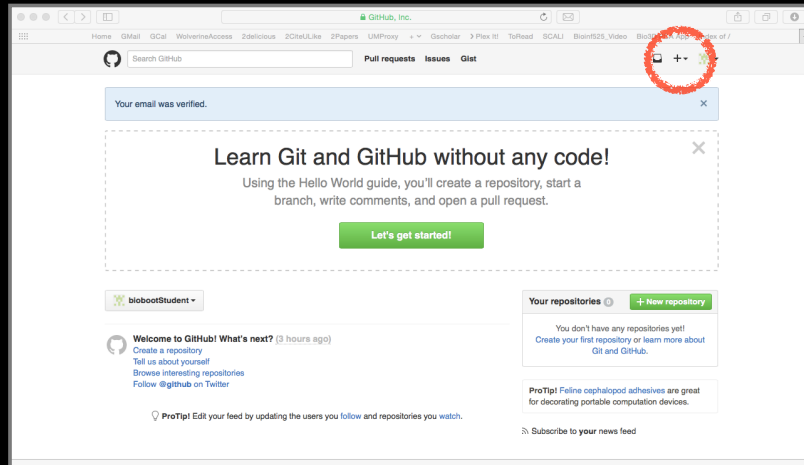 GitHub, Inc.
Home GMail GCal WolverineAccess 2delicious 2CiteULike 2Papers UMProxy + Gscholar > Plex It! ToRead SCALI Bioinf525_Video App of /
Search GitHub Pull requests Issues Gist
Your email was verified.
Learn Git and GitHub without any code!
Using the Hello World guide, you'll create a repository, start a
branch, write comments, and open a pull request.
Let's get started!
biobootStudent
Welcome to GitHub! What's next? (3 hours ago)
Create a repository
Tell us about yourself
Browse interesting repositories
Follow @github on Twitter
ProTip! Edit your feed by updating the users you follow and repositories you watch.
Your repositories 0 + New repository
You don't have any repositories yet!
Create your first repository or learn more about
Git and GitHub.
ProTip! Feline cephalopod adhesives are great
for decorating portable computation devices.
Subscribe to your news feed